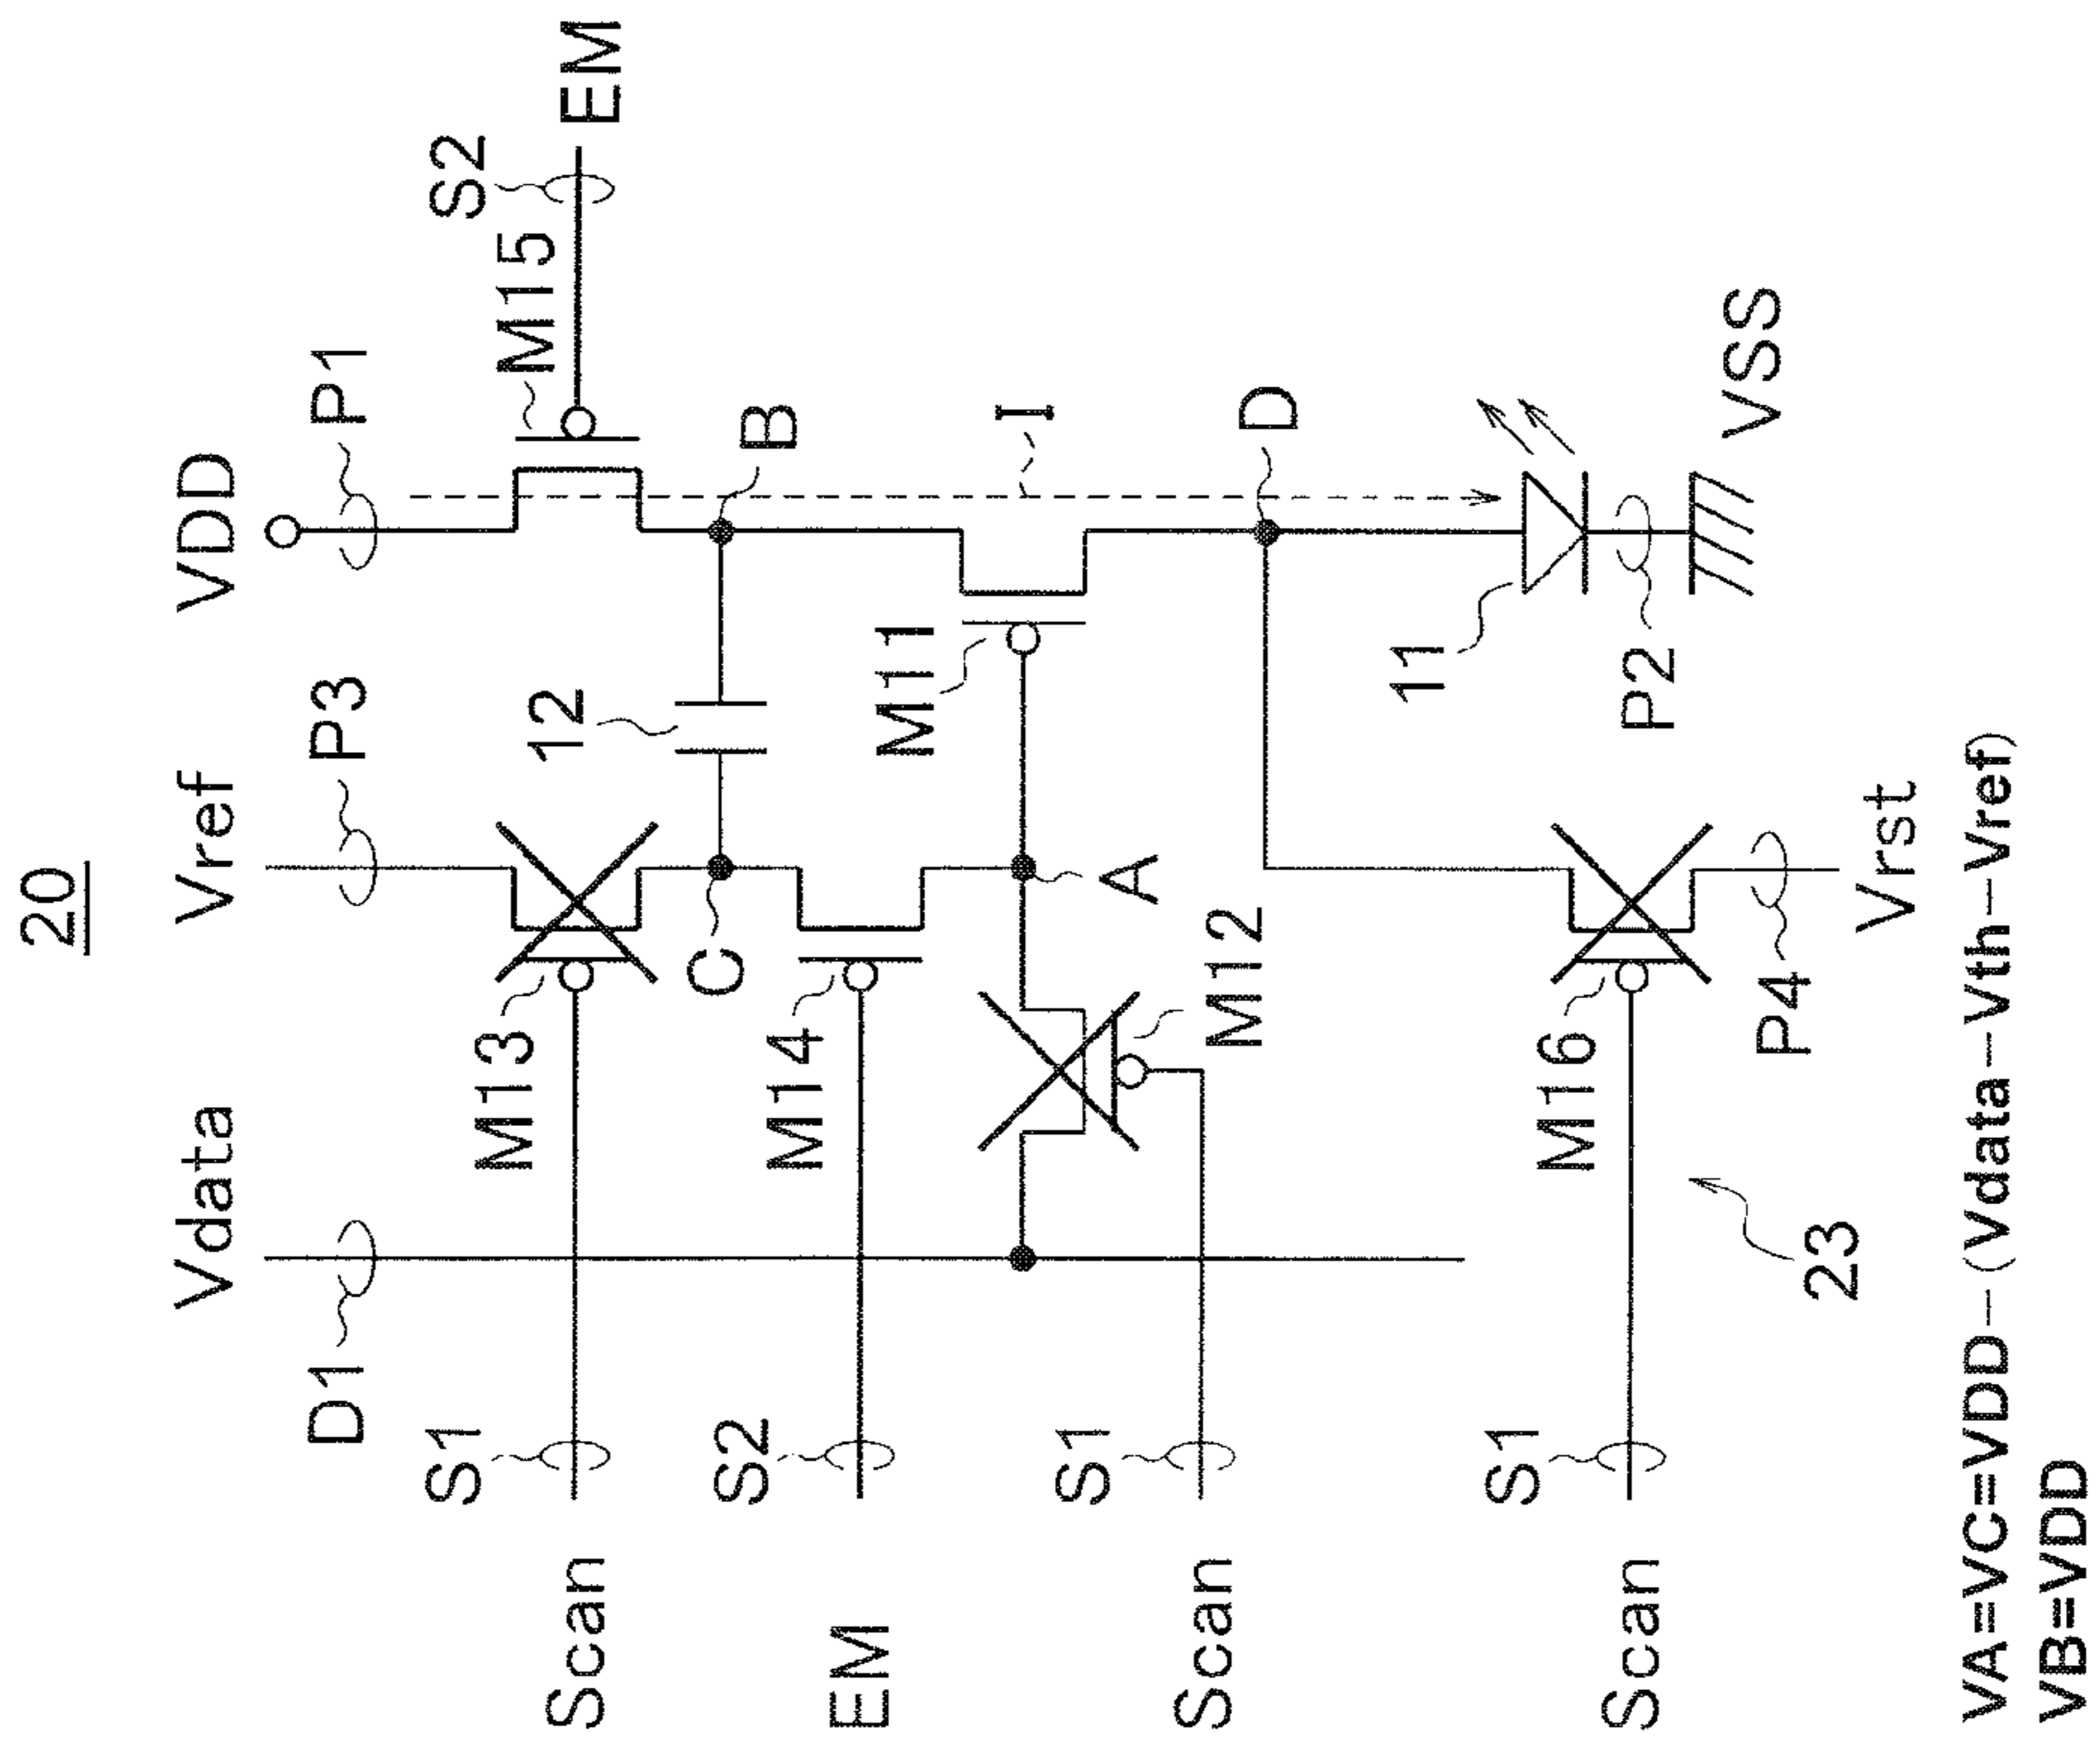 20
Vdata
Vref
VDD
D1
P3
P1
Scan
S1
M13
12
M15
S2
EM
EM
S2
M14
C
B
M11
I
Scan
S1
M12
A
D
11
Scan
S1
M16
P2
23
P4
Vrst
VSS
VA=VC=VDD−(Vdata−Vth−Vref)
VB=VDD